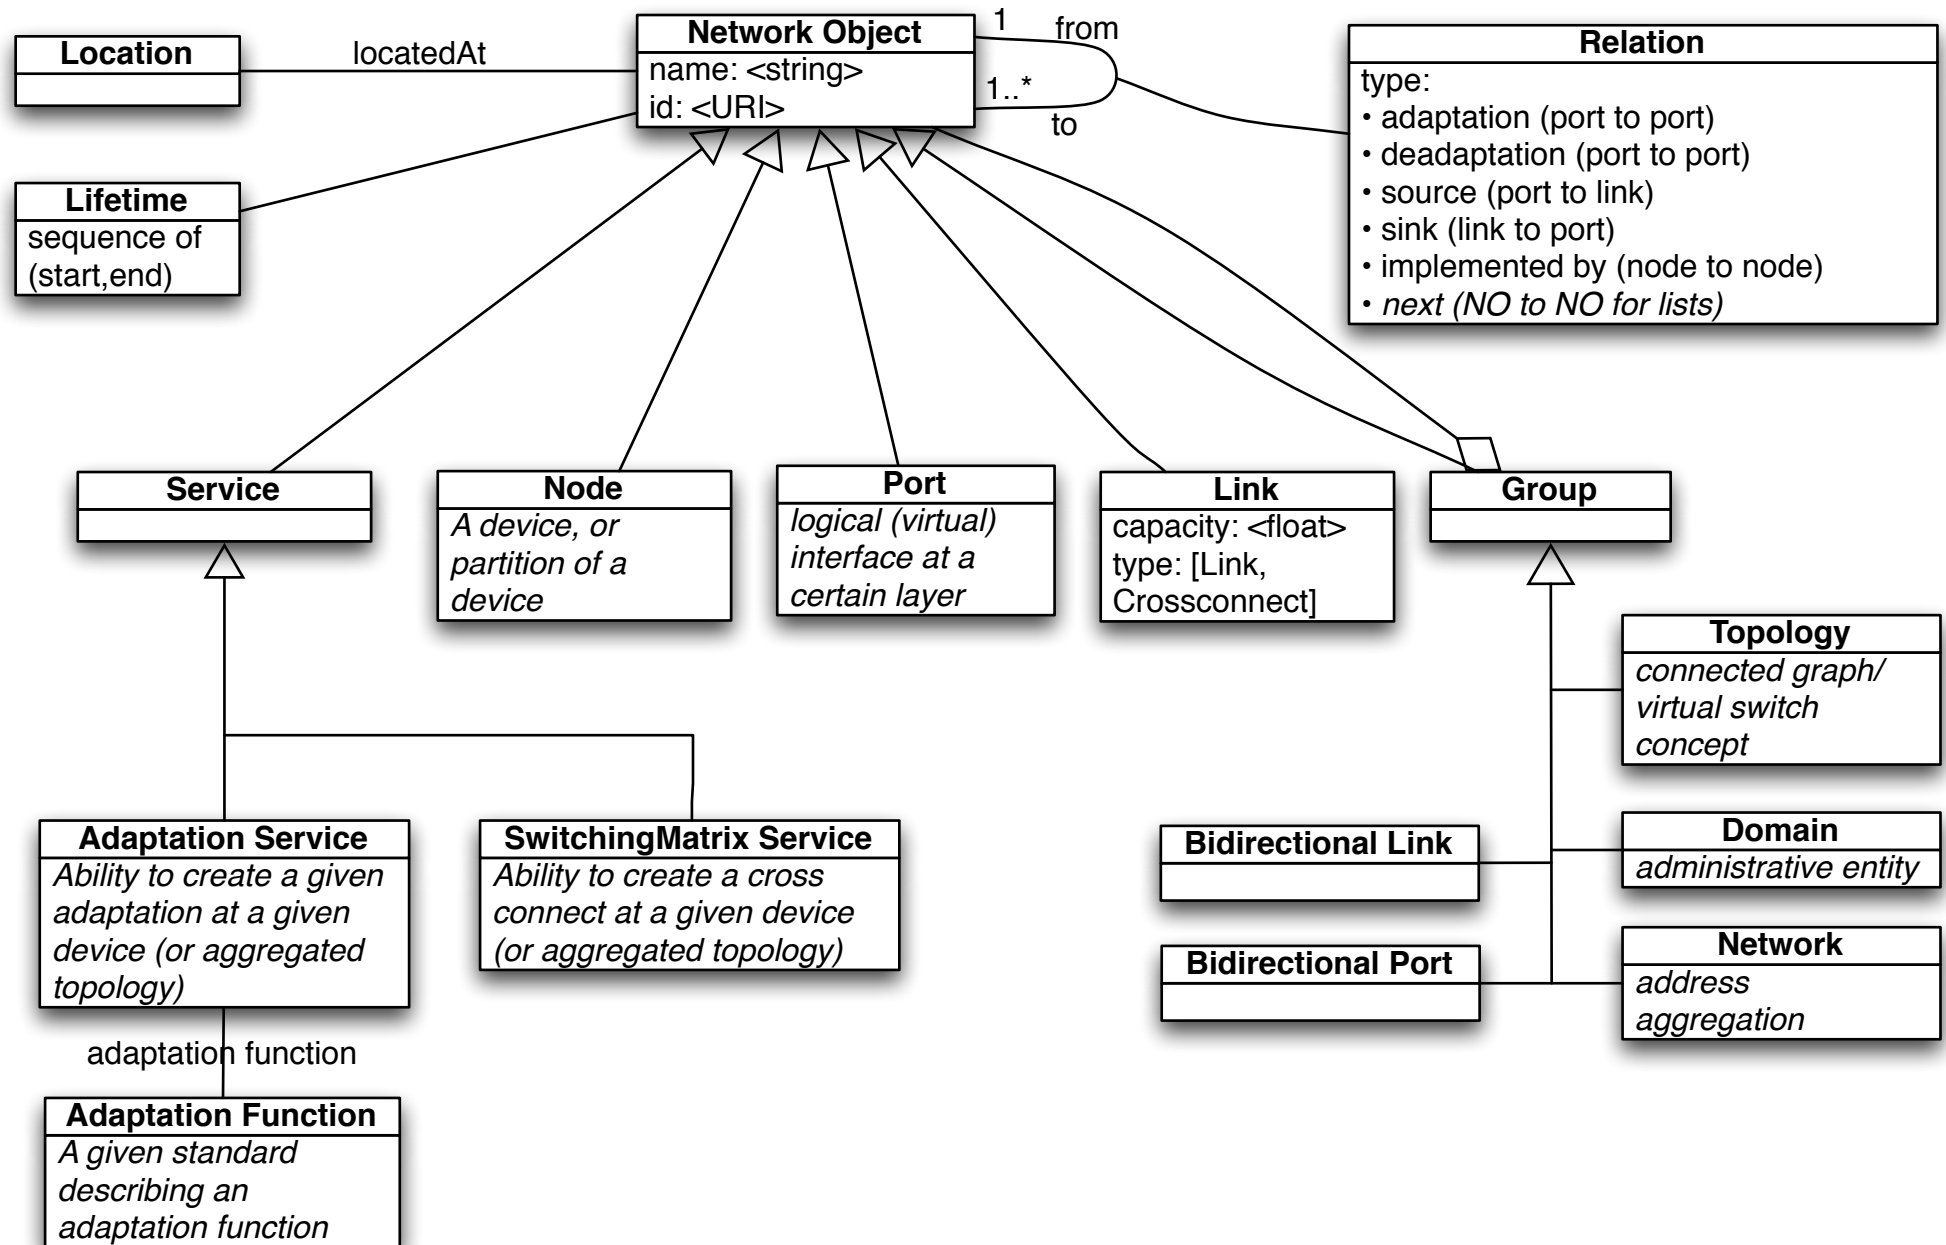 Location
locatedAt
Network Object
name: <string>
id: <URI>
1
from
1..*
to
Relation
type:
• adaptation (port to port)
• deadaptation (port to port)
• source (port to link)
• sink (link to port)
• implemented by (node to node)
• next (NO to NO for lists)
Lifetime
sequence of
(start,end)
Service
Node
A device, or
partition of a
device
Port
logical (virtual)
interface at a
certain layer
Link
capacity: <float>
type: [Link,
Crossconnect]
Group
Topology
connected graph/
virtual switch
concept
Adaptation Service
Ability to create a given
adaptation at a given
device (or aggregated
topology)
SwitchingMatrix Service
Ability to create a cross
connect at a given device
(or aggregated topology)
Bidirectional Link
Domain
administrative entity
Bidirectional Port
Network
address
aggregation
adaptation function
Adaptation Function
A given standard
describing an
adaptation function